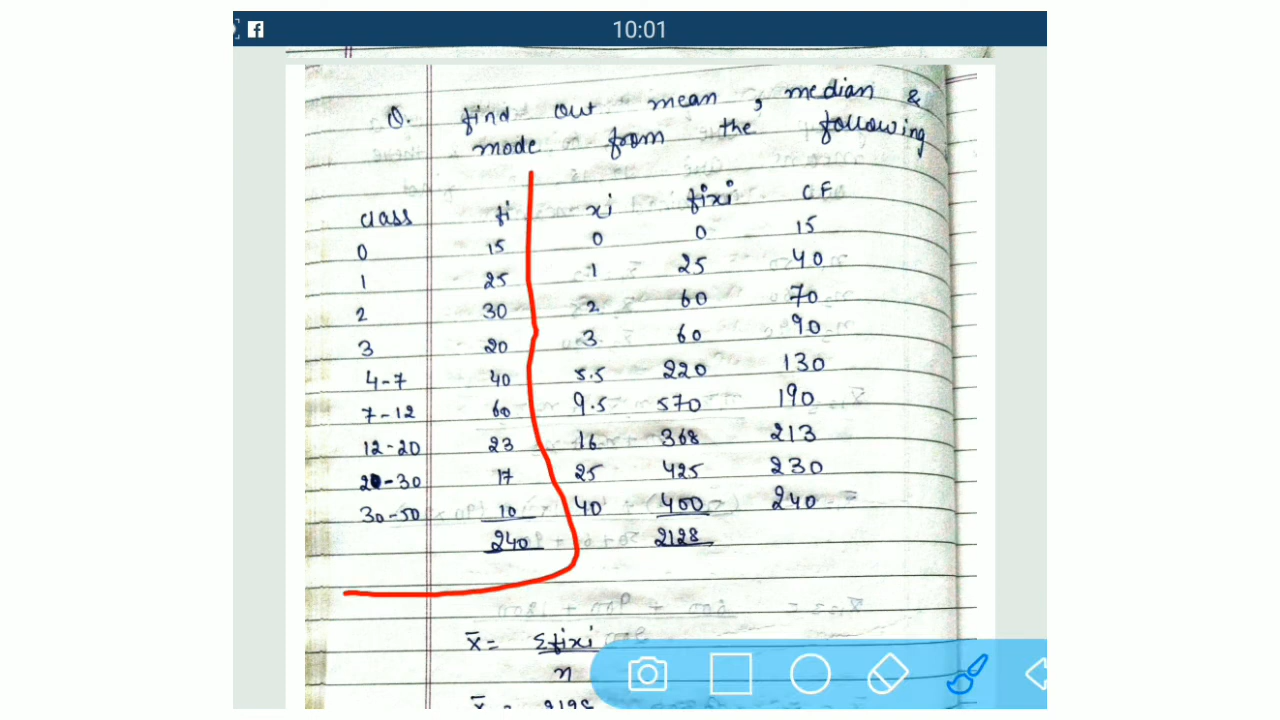 10:01
Q. find out mean, median &
mode from the following
class fi xi fixi CF
0 15 0 0 15
1 25 1 25 40
2 30 2 60 70
3 20 3 60 90
4-7 40 5.5 220 130
7-12 60 9.5 570 190
12-20 23 16 368 213
20-30 17 25 425 230
30-50 10 40 400 240
240 2128
x̄ = Σfixi
n